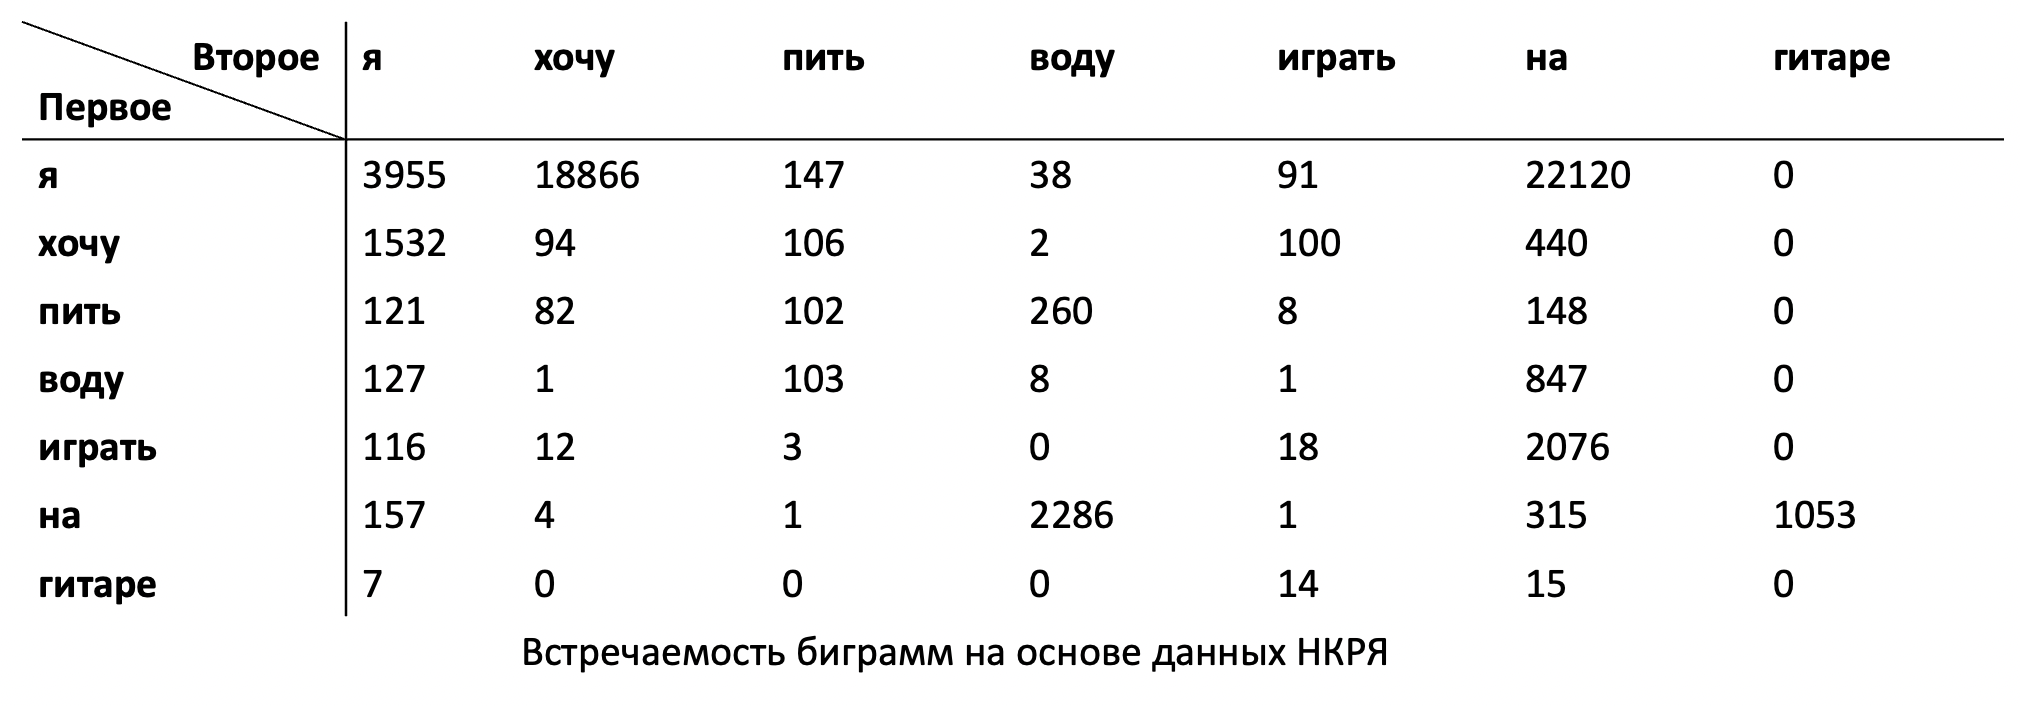 Второе я хочу пить воду играть на гитаре
Первое
я 3955 18866 147 38 91 22120 0
хочу 1532 94 106 2 100 440 0
пить 121 82 102 260 8 148 0
воду 127 1 103 8 1 847 0
играть 116 12 3 0 18 2076 0
на 157 4 1 2286 1 315 1053
гитаре 7 0 0 0 14 15 0
Встречаемость биграмм на основе данных НКРЯ